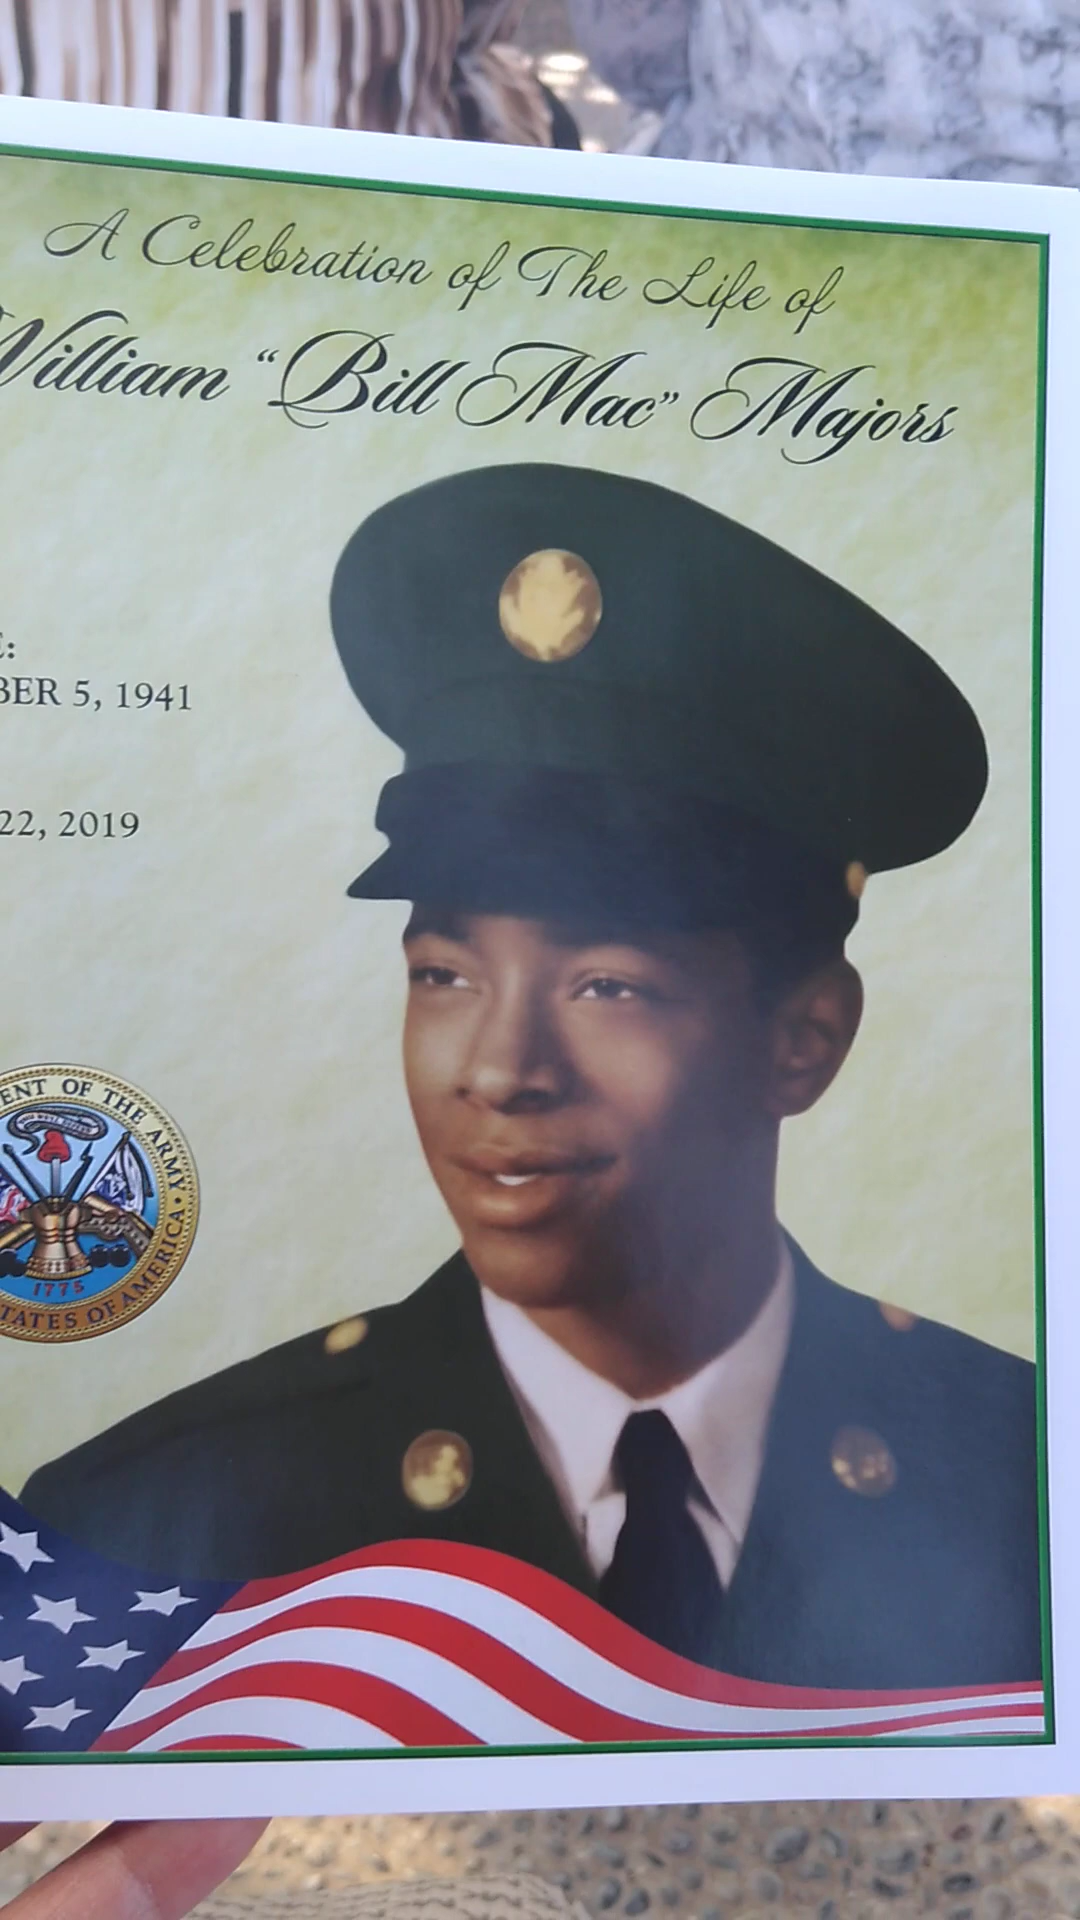 A Celebration of The Life of
William "Bill Mac" Majors
E:
BER 5, 1941
22, 2019
ENT OF THE ARMY
TATES OF AMERICA
1775